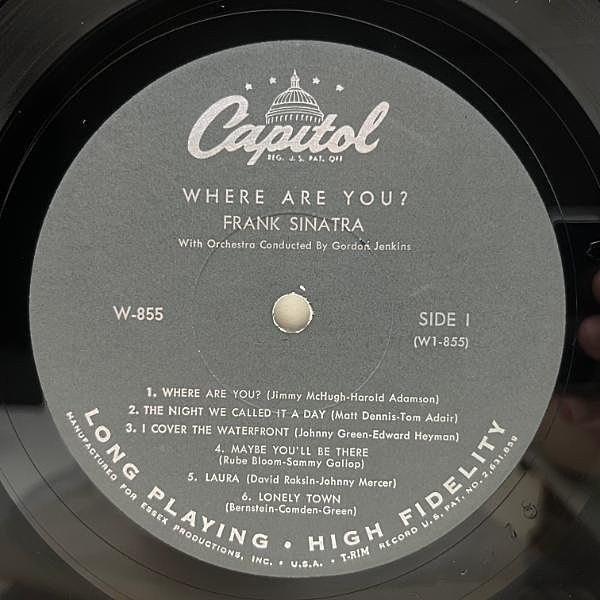 Capitol
REG. U. S. PAT. OFF
WHERE ARE YOU?
FRANK SINATRA
With Orchestra Conducted By Gordon Jenkins
W-855
SIDE 1
(W1-855)
1. WHERE ARE YOU? (Jimmy McHugh-Harold Adamson)
2. THE NIGHT WE CALLED IT A DAY (Matt Dennis-Tom Adair)
3. I COVER THE WATERFRONT (Johnny Green-Edward Heyman)
4. MAYBE YOU'LL BE THERE
(Rube Bloom-Sammy Gallop)
5. LAURA (David Raksin-Johnny Mercer)
6. LONELY TOWN
(Bernstein-Comden-Green)
LONG PLAYING • HIGH FIDELITY
MANUFACTURED FOR ESSEX PRODUCTIONS, INC. • U.S.A. • T-RIM RECORD U.S. PAT. NO. 2,631,859